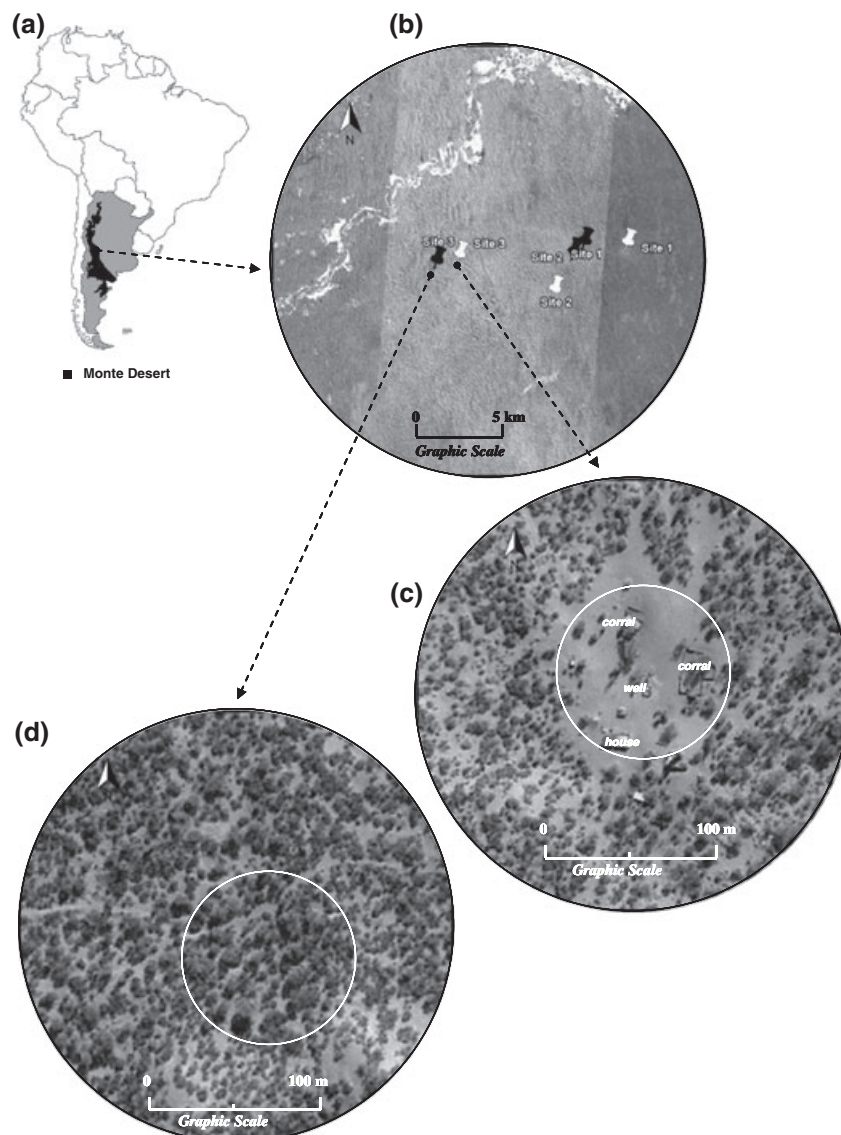 (a)
(b)
N
Site 3
Site 3
Site 2
Site 1
Site 1
Site 2
Monte Desert
0 5 km
Graphic Scale
(c)
corral
corral
well
house
0 100 m
Graphic Scale
(d)
0 100 m
Graphic Scale